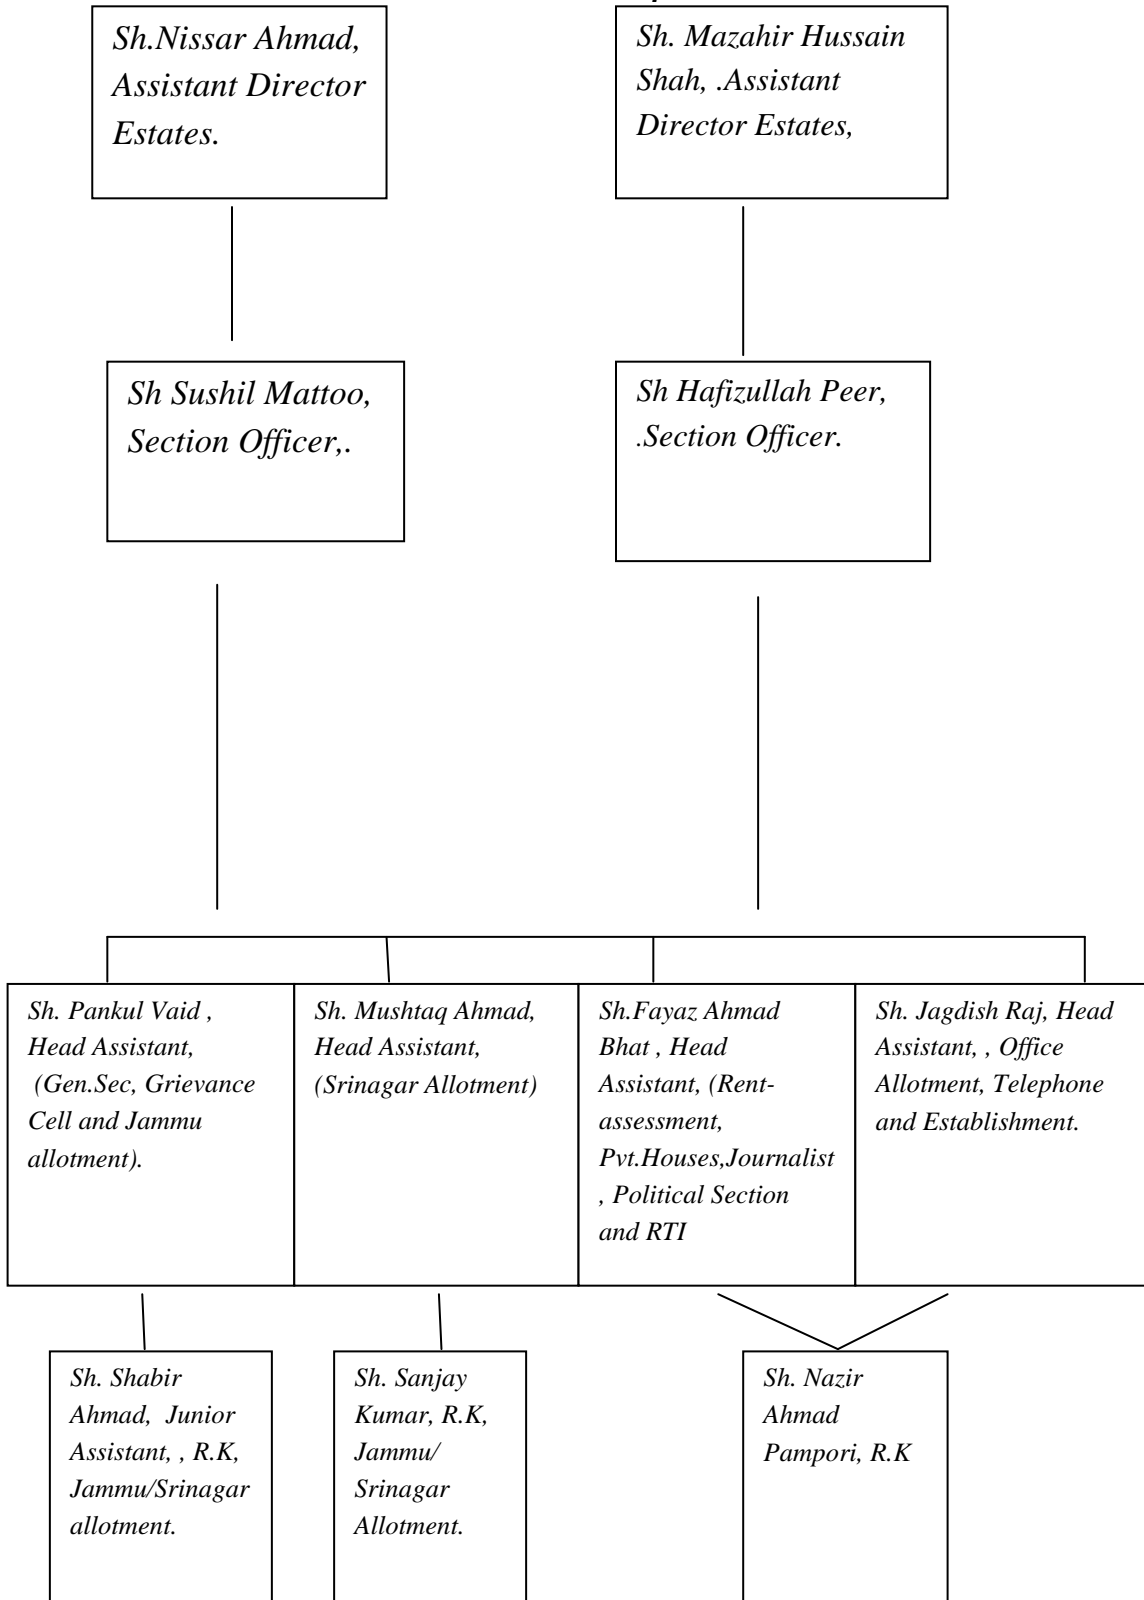 Sh.Nissar Ahmad,
Assistant Director
Estates.
Sh. Mazahir Hussain
Shah, .Assistant
Director Estates,
Sh Sushil Mattoo,
Section Officer,.
Sh Hafizullah Peer,
.Section Officer.
Sh. Pankul Vaid ,
Head Assistant,
(Gen.Sec, Grievance
Cell and Jammu
allotment).
Sh. Mushtaq Ahmad,
Head Assistant,
(Srinagar Allotment)
Sh.Fayaz Ahmad
Bhat , Head
Assistant, (Rent-
assessment,
Pvt.Houses,Journalist
, Political Section
and RTI
Sh. Jagdish Raj, Head
Assistant, , Office
Allotment, Telephone
and Establishment.
Sh. Shabir
Ahmad, Junior
Assistant, , R.K,
Jammu/Srinagar
allotment.
Sh. Sanjay
Kumar, R.K,
Jammu/
Srinagar
Allotment.
Sh. Nazir
Ahmad
Pampori, R.K